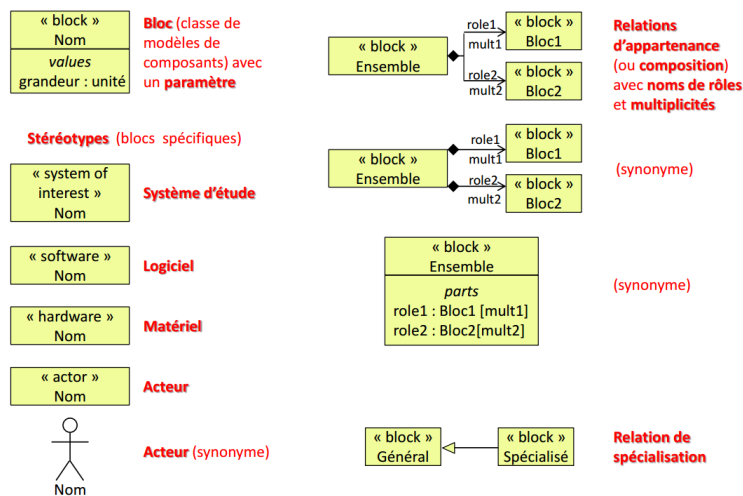 « block »
Nom
values
grandeur : unité
Bloc (classe de
modèles de
composants) avec
un paramètre
Stéréotypes (blocs spécifiques)
« system of
interest »
Nom
Système d'étude
« software »
Nom
Logiciel
« hardware »
Nom
Matériel
« actor »
Nom
Acteur
Nom
Acteur (synonyme)
« block »
Ensemble
role1
mult1
« block »
Bloc1
role2
mult2
« block »
Bloc2
Relations
d'appartenance
(ou composition)
avec noms de rôles
et multiplicités
« block »
Ensemble
role1
mult1
« block »
Bloc1
role2
mult2
« block »
Bloc2
(synonyme)
« block »
Ensemble
parts
role1 : Bloc1 [mult1]
role2 : Bloc2[mult2]
(synonyme)
« block »
Général
« block »
Spécialisé
Relation de
spécialisation